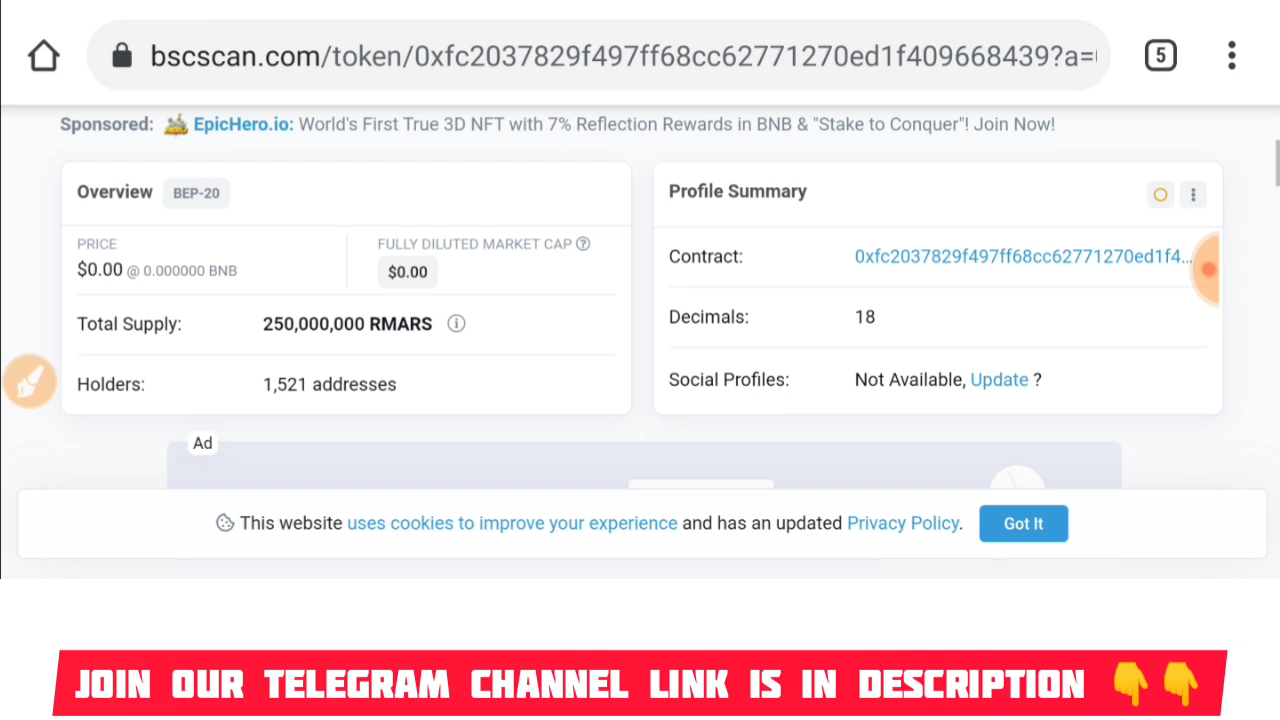 bscscan.com/token/0xfc2037829f497ff68cc62771270ed1f409668439?a=
5
Sponsored: EpicHero.io: World's First True 3D NFT with 7% Reflection Rewards in BNB & "Stake to Conquer"! Join Now!
Overview BEP-20
PRICE
$0.00 @ 0.000000 BNB
FULLY DILUTED MARKET CAP ?
$0.00
Total Supply: 250,000,000 RMARS
Holders: 1,521 addresses
Profile Summary
Contract: 0xfc2037829f497ff68cc62771270ed1f4...
Decimals: 18
Social Profiles: Not Available, Update ?
Ad
This website uses cookies to improve your experience and has an updated Privacy Policy. Got It
JOIN OUR TELEGRAM CHANNEL LINK IS IN DESCRIPTION 👇👇